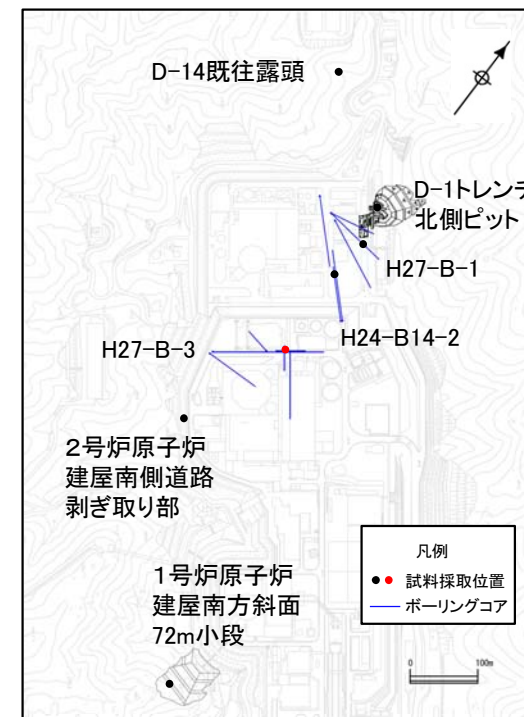 D-14既往露頭
D-1トレンチ
北側ピット
H27-B-1
H24-B14-2
H27-B-3
2号炉原子炉
建屋南側道路
剥ぎ取り部
1号炉原子炉
建屋南方斜面
72m小段
凡例
試料採取位置
ボーリングコア
0 100m